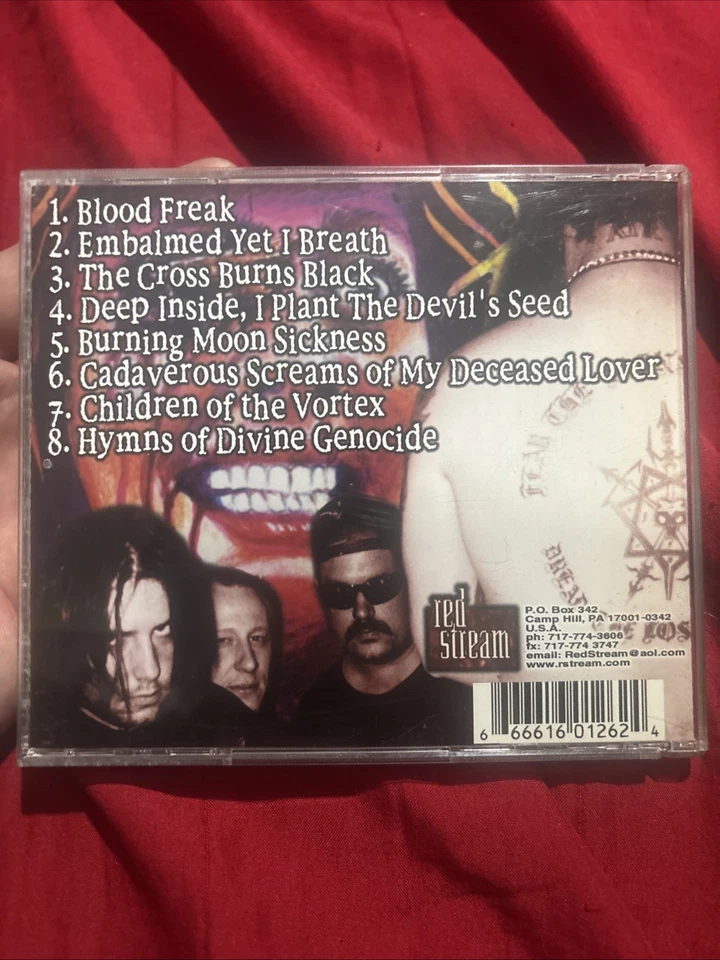 1. Blood Freak
2. Embalmed Yet I Breath
3. The Cross Burns Black
4. Deep Inside, I Plant The Devil's Seed
5. Burning Moon Sickness
6. Cadaverous Screams of My Deceased Lover
7. Children of the Vortex
8. Hymns of Divine Genocide
FEAR THE
red
stream
P.O. Box 342
Camp Hill, PA 17001-0342
U.S.A.
ph: 717-774-3606
fx: 717-774 3747
email: RedStream@aol.com
www.rstream.com
6 66616 01262 4